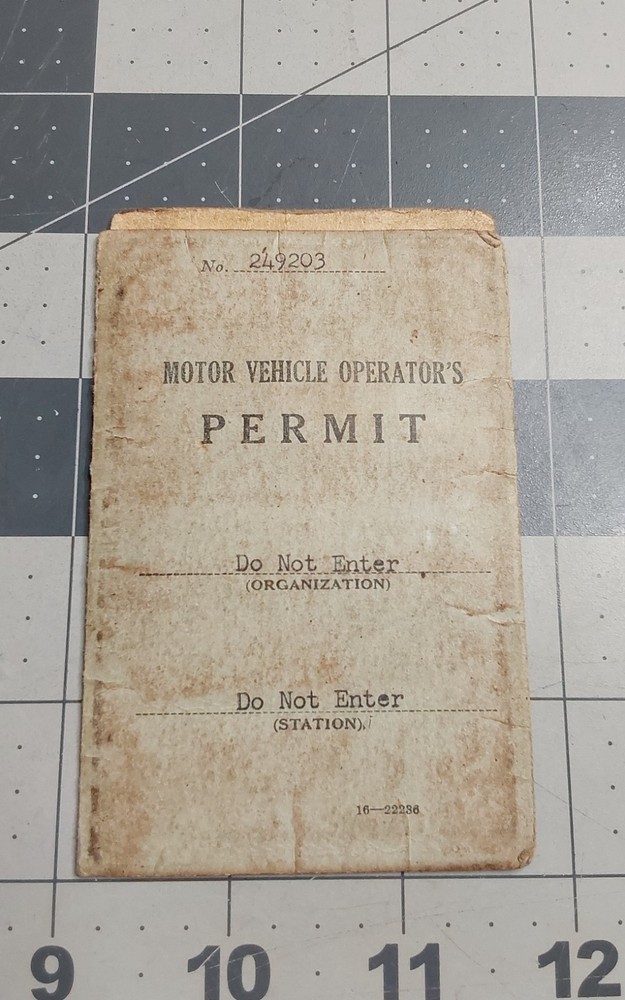 No. 249203
MOTOR VEHICLE OPERATOR'S
PERMIT
Do Not Enter
(ORGANIZATION)
Do Not Enter
(STATION)
16—22236
9 10 11 12